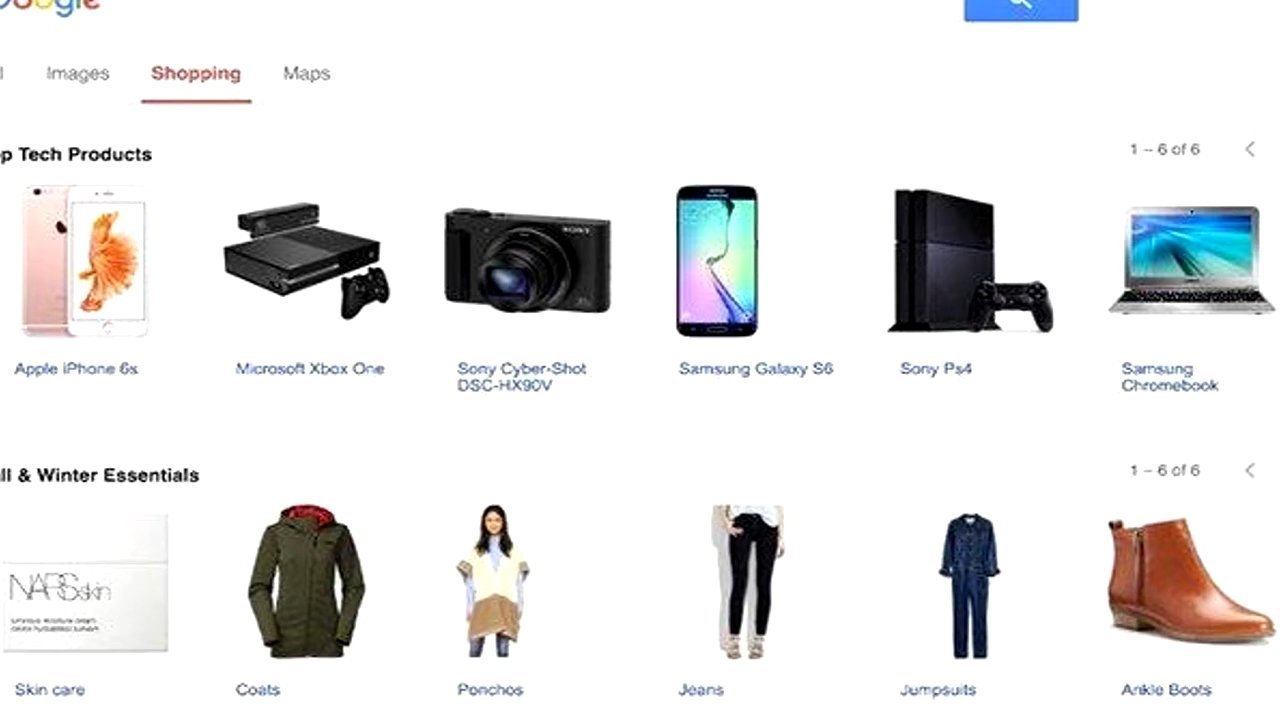 Google
Images Shopping Maps
p Tech Products 1 – 6 of 6
SONY
Apple iPhone 6s Microsoft Xbox One Sony Cyber-Shot Samsung Galaxy S6 Sony Ps4 Samsung
DSC-HX90V Chromebook
ll & Winter Essentials 1 – 6 of 6
NARSskin
Skin care Coats Ponchos Jeans Jumpsuits Ankle Boots